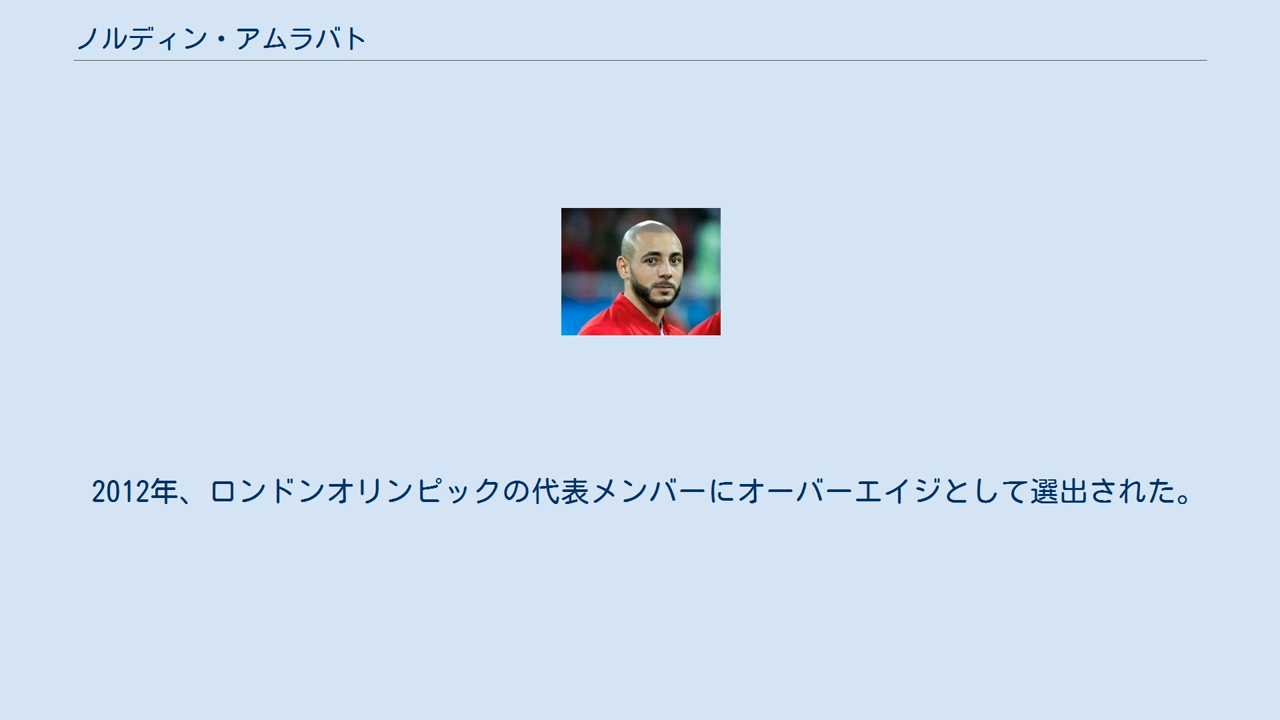 ノルディン・アムラバト
2012年、ロンドンオリンピックの代表メンバーにオーバーエイジとして選出された。